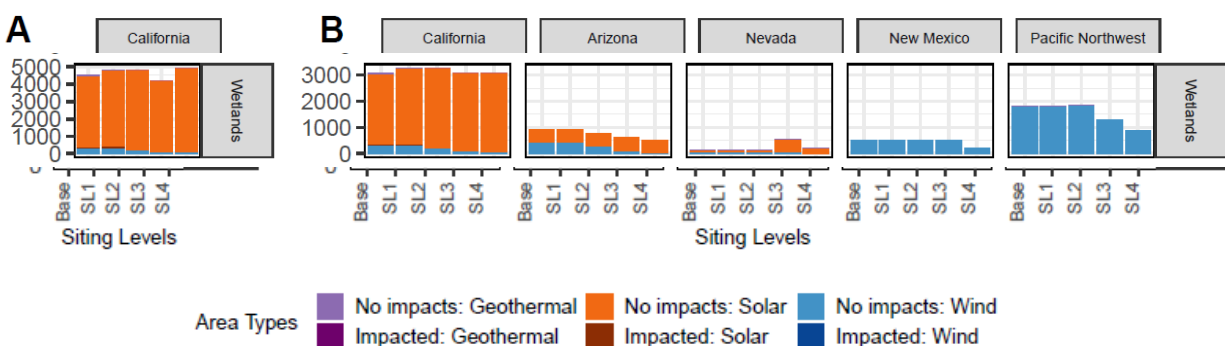 A
California
5000
4000
3000
2000
1000
0
Wetlands
Base
SL1
SL2
SL3
SL4
Siting Levels
B
California
Arizona
Nevada
New Mexico
Pacific Northwest
3000
2000
1000
0
Wetlands
Base
SL1
SL2
SL3
SL4
Base
SL1
SL2
SL3
SL4
Base
SL1
SL2
SL3
SL4
Base
SL1
SL2
SL3
SL4
Base
SL1
SL2
SL3
SL4
Siting Levels
Area Types
No impacts: Geothermal
No impacts: Solar
No impacts: Wind
Impacted: Geothermal
Impacted: Solar
Impacted: Wind